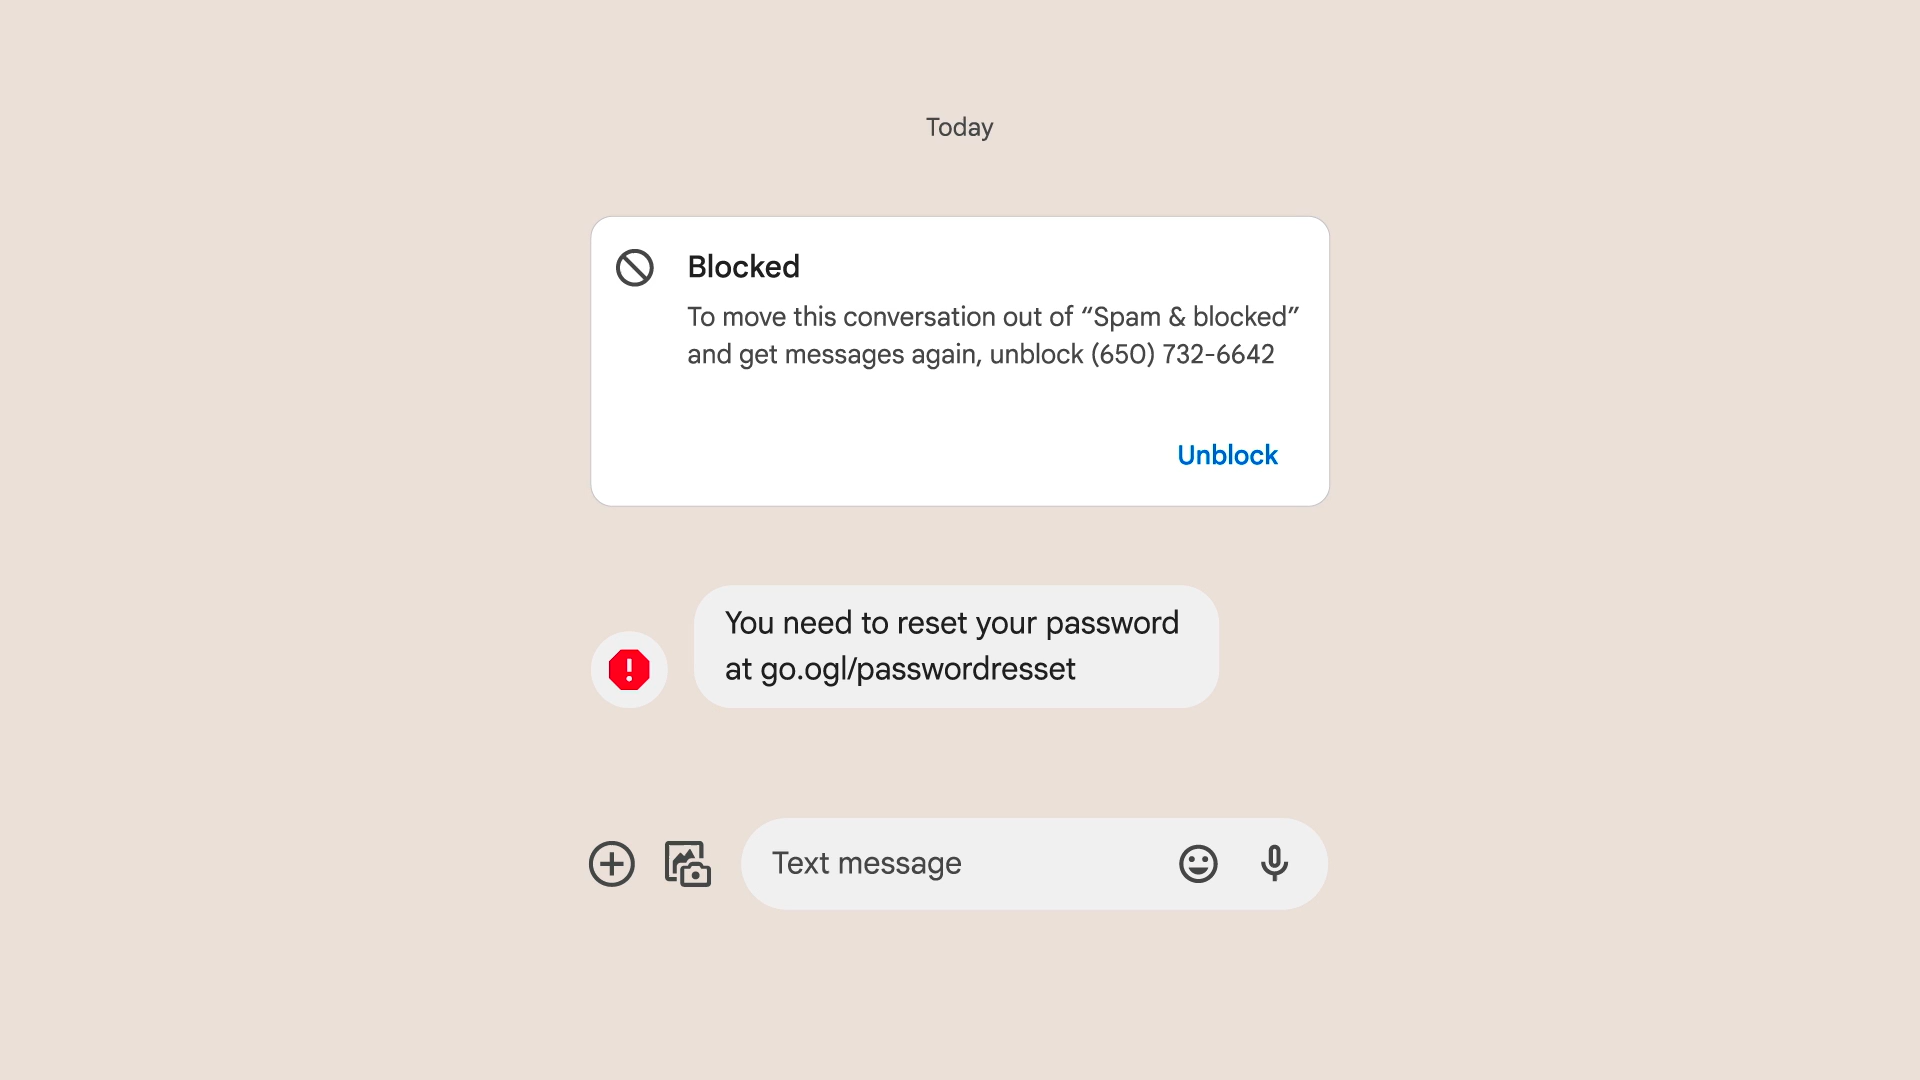 Today
Blocked
To move this conversation out of “Spam & blocked”
and get messages again, unblock (650) 732-6642
Unblock
You need to reset your password
at go.ogl/passwordresset
Text message